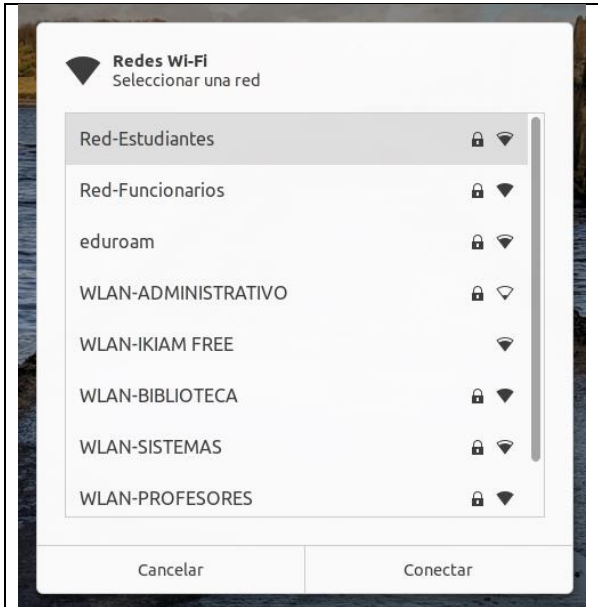 Redes Wi-Fi
Seleccionar una red
Red-Estudiantes
Red-Funcionarios
eduroam
WLAN-ADMINISTRATIVO
WLAN-IKIAM FREE
WLAN-BIBLIOTECA
WLAN-SISTEMAS
WLAN-PROFESORES
Cancelar
Conectar